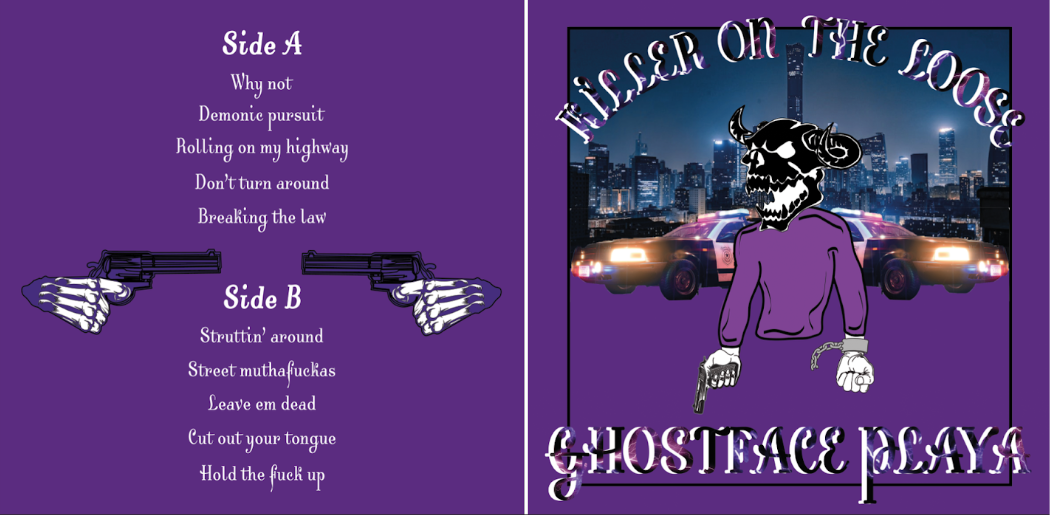 Side A
Why not
Demonic pursuit
Rolling on my highway
Don't turn around
Breaking the law
Side B
Struttin' around
Street muthafuckas
Leave em dead
Cut out your tongue
Hold the fuck up
KILLER ON THE LOOSE
GHOSTFACE PLAYA